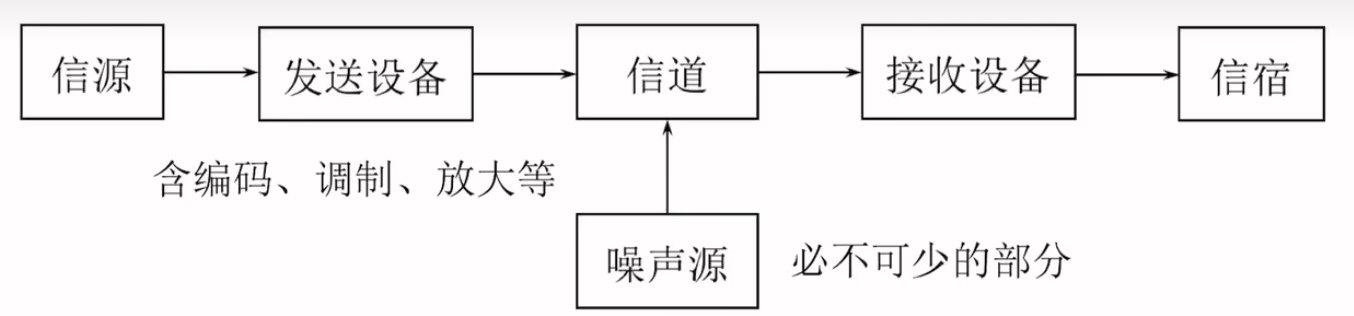 信源 发送设备 信道 接收设备 信宿
含编码、调制、放大等
噪声源 必不可少的部分